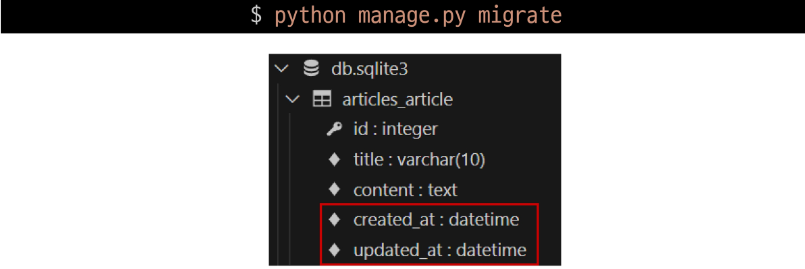 $ python manage.py migrate
db.sqlite3
articles_article
id : integer
title : varchar(10)
content : text
created_at : datetime
updated_at : datetime